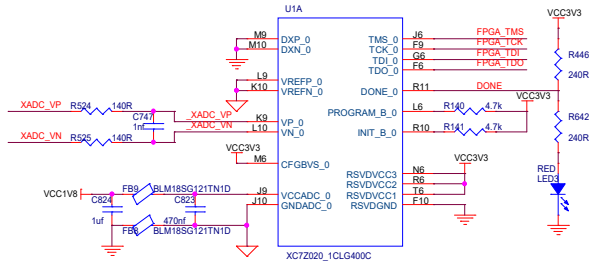 U1A
VCC3V3
M9 DXP_0 TMS_0 J6 FPGA_TMS
M10 DXN_0 TCK_0 F9 FPGA_TCK
TDI_0 G6 FPGA_TDI
TDO_0 F6 FPGA_TDO
R446
240R
L9 VREFP_0
K10 VREFN_0 DONE_0 R11 DONE
VCC3V3
XADC_VP R524 140R XADC_VP K9 VP_0 PROGRAM_B_0 L6 R140 4.7k
C747
1nf
R642
240R
XADC_VN R525 140R XADC_VN L10 VN_0 INIT_B_0 R10 R141 4.7k
VCC3V3
M6 CFGBVS_0
VCC3V3
RSVDVCC3 N6
RSVDVCC2 R6
RSVDVCC1 T6
RSVDGND F10
RED
LED3
VCC1V8 FB9 BLM18SG121TN1D J9 VCCADC_0
C824
1uf
C823
470nf
J10 GNDADC_0
FB8 BLM18SG121TN1D
XC7Z020_1CLG400C